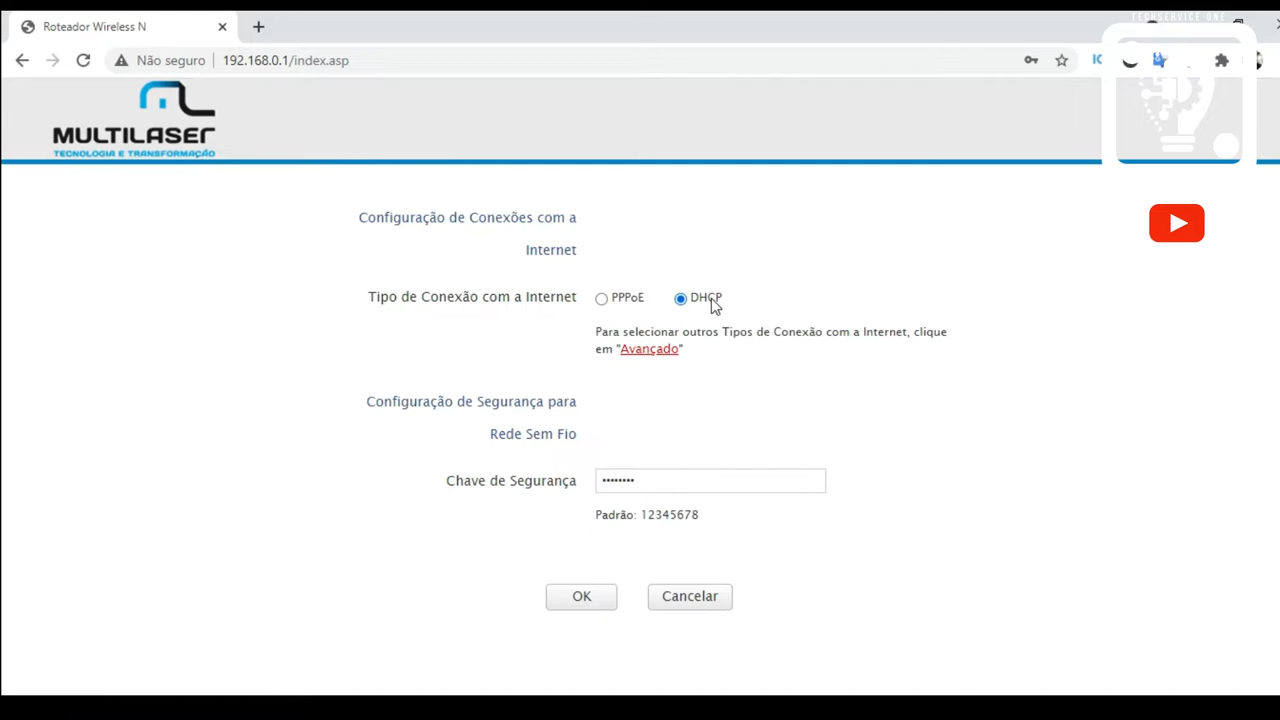 TECHSERVICE ONE
Roteador Wireless N
Não seguro
192.168.0.1/index.asp
MULTILASER
TECNOLOGIA E TRANSFORMAÇÃO
Configuração de Conexões com a
Internet
Tipo de Conexão com a Internet
PPPoE
DHCP
Para selecionar outros Tipos de Conexão com a Internet, clique
em "Avançado"
Configuração de Segurança para
Rede Sem Fio
Chave de Segurança
••••••••
Padrão: 12345678
OK
Cancelar